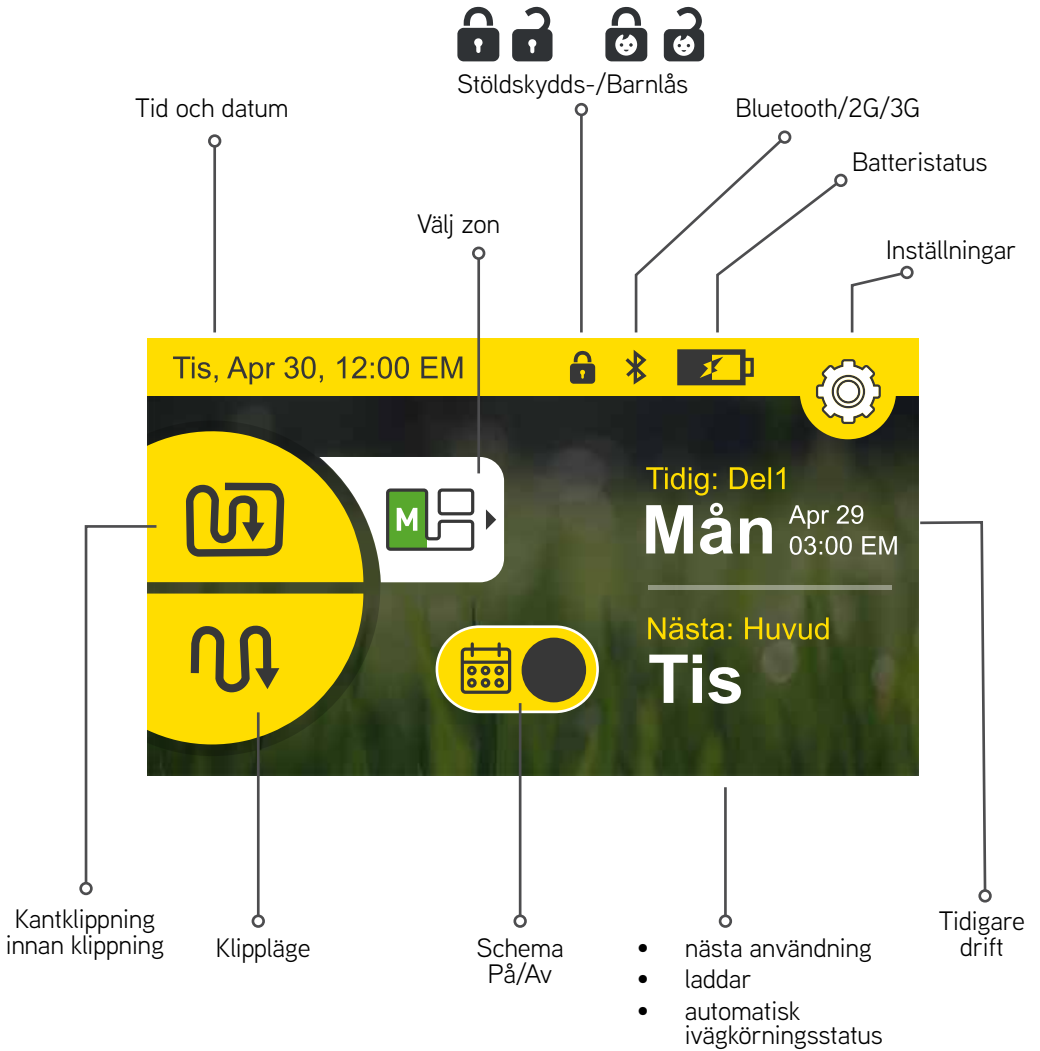 Stöldskydds-/Barnlås
Tid och datum
Bluetooth/2G/3G
Batteristatus
Välj zon
Inställningar
Tis, Apr 30, 12:00 EM
M
Tidig: Del1
Mån
Apr 29
03:00 EM
Nästa: Huvud
Tis
Kantklippning
innan klippning
Klippläge
Schema
På/Av
• nästa användning
• laddar
• automatisk
ivägkörningsstatus
Tidigare
drift